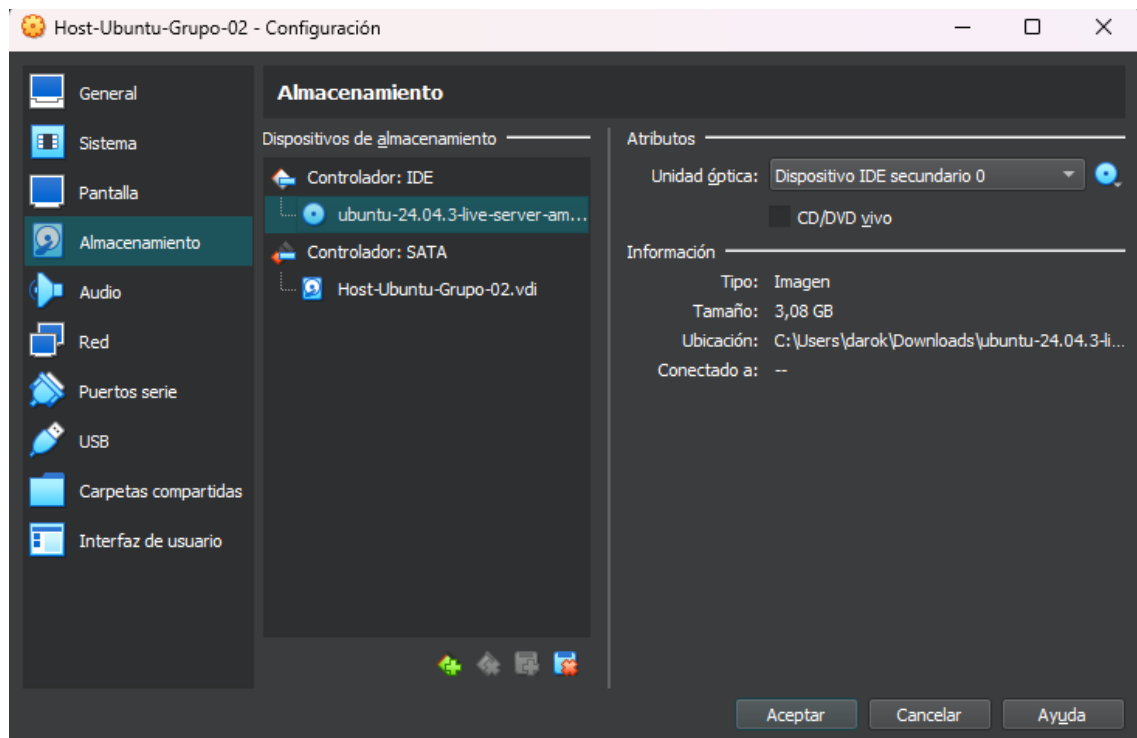 Host-Ubuntu-Grupo-02 - Configuración
General
Sistema
Pantalla
Almacenamiento
Audio
Red
Puertos serie
USB
Carpetas compartidas
Interfaz de usuario
Almacenamiento
Dispositivos de almacenamiento
Controlador: IDE
ubuntu-24.04.3-live-server-am...
Controlador: SATA
Host-Ubuntu-Grupo-02.vdi
Atributos
Unidad óptica: Dispositivo IDE secundario 0
CD/DVD vivo
Información
Tipo: Imagen
Tamaño: 3,08 GB
Ubicación: C:\Users\darok\Downloads\ubuntu-24.04.3-li...
Conectado a: --
Aceptar Cancelar Ayuda